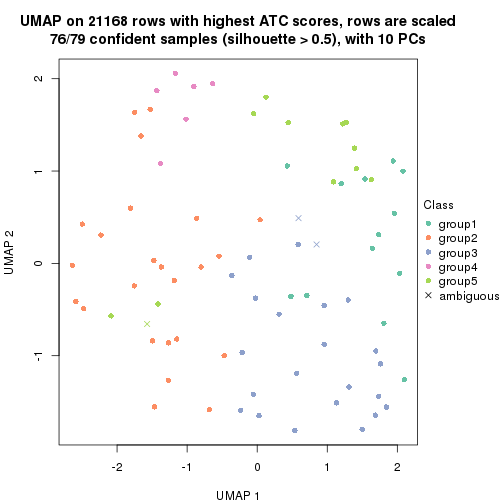 UMAP on 21168 rows with highest ATC scores, rows are scaled
76/79 confident samples (silhouette > 0.5), with 10 PCs
2
1
0
-1
UMAP 2
-2
-1
0
1
2
UMAP 1
Class
group1
group2
group3
group4
group5
ambiguous